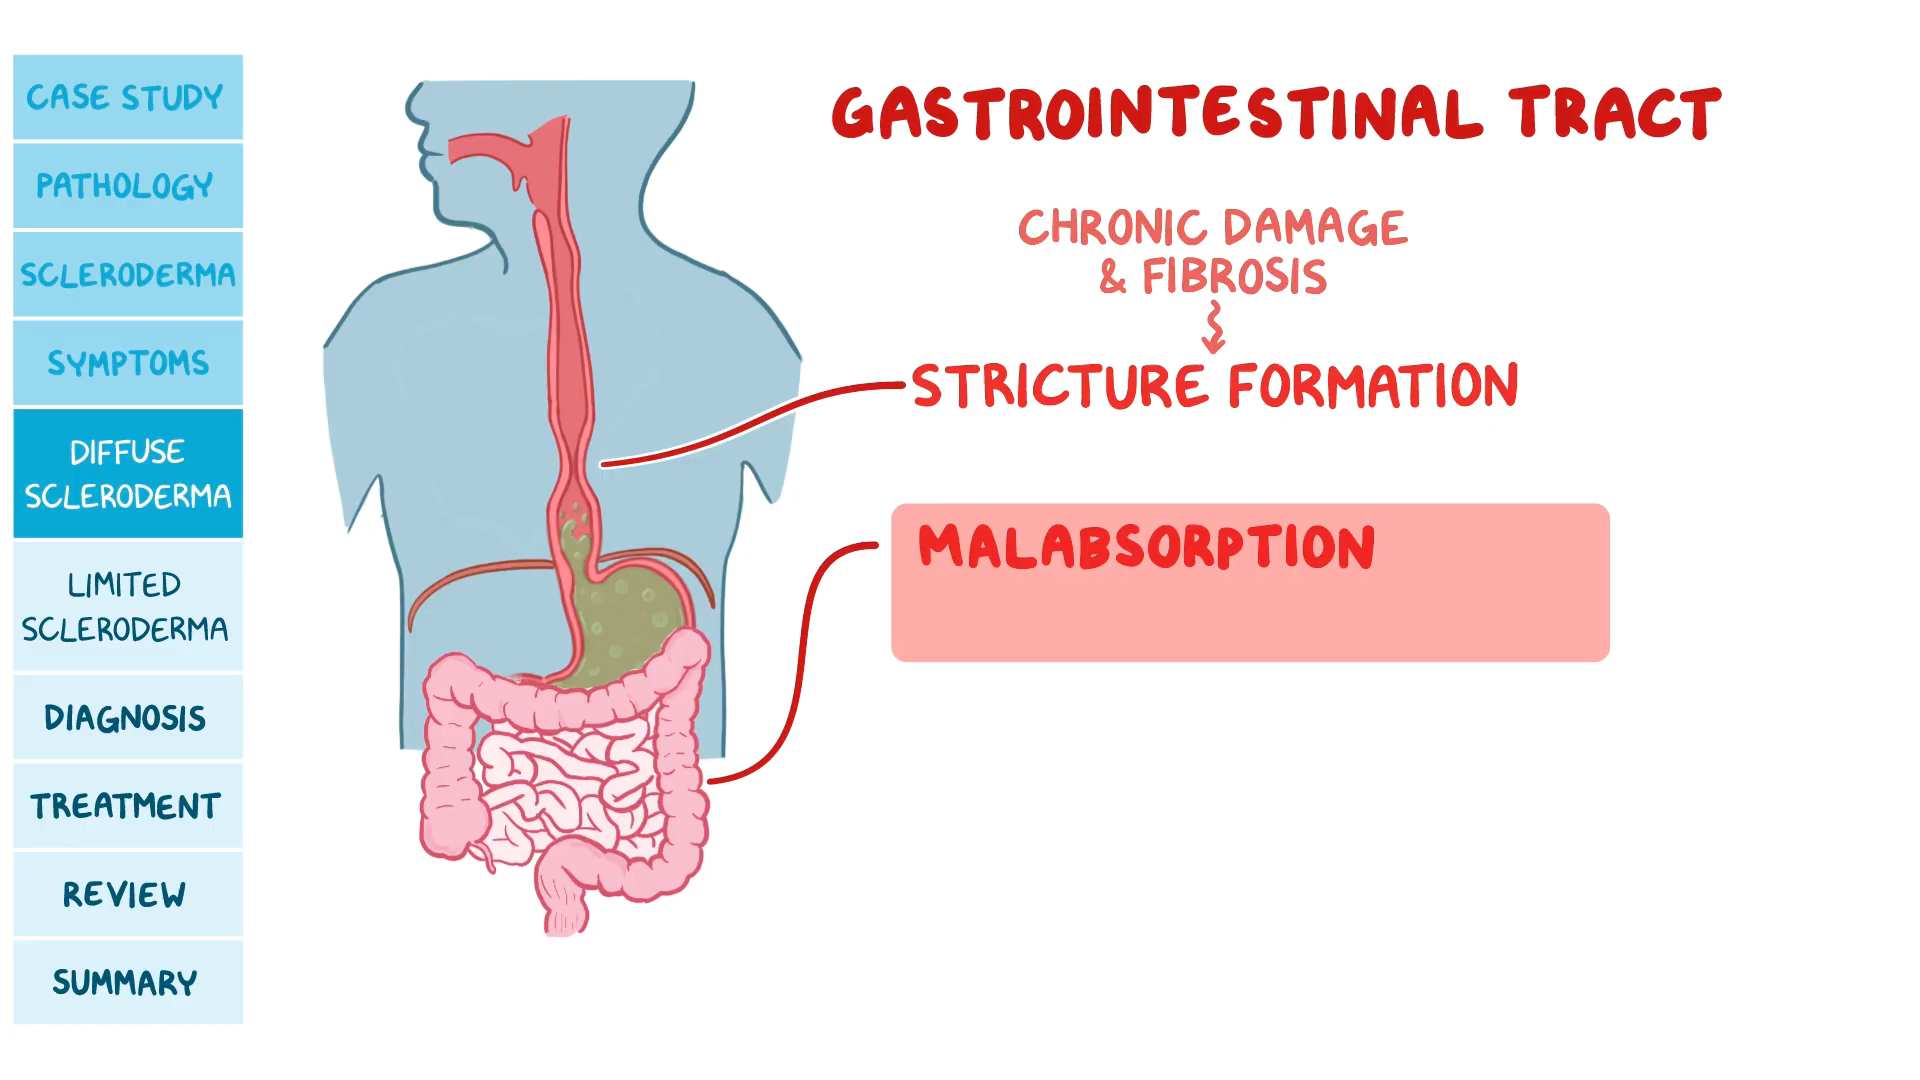 CASE STUDY
PATHOLOGY
SCLERODERMA
SYMPTOMS
DIFFUSE
SCLERODERMA
LIMITED
SCLERODERMA
DIAGNOSIS
TREATMENT
REVIEW
SUMMARY
GASTROINTESTINAL TRACT
CHRONIC DAMAGE
& FIBROSIS
STRICTURE FORMATION
MALABSORPTION